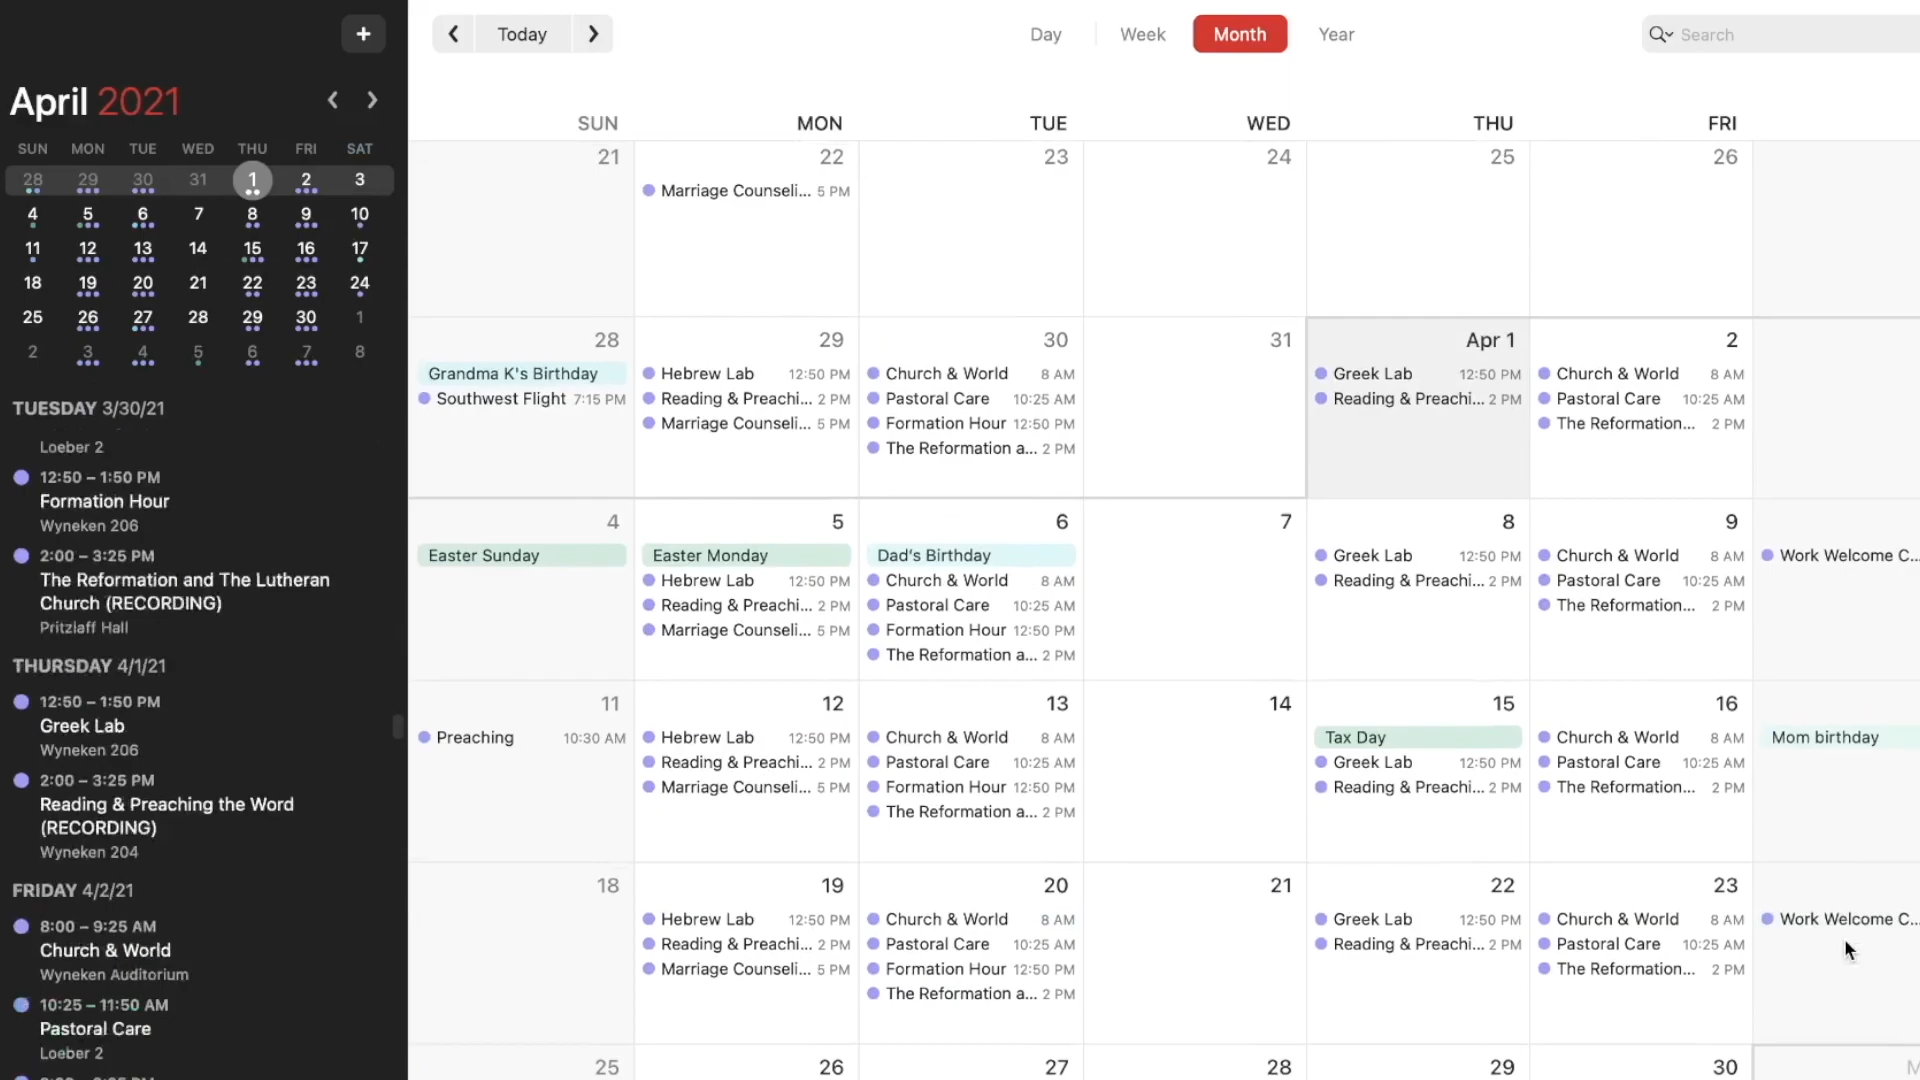 +
April 2021
SUN MON TUE WED THU FRI SAT
28 29 30 31 1 2 3
4 5 6 7 8 9 10
11 12 13 14 15 16 17
18 19 20 21 22 23 24
25 26 27 28 29 30 1
2 3 4 5 6 7 8
TUESDAY 3/30/21
Loeber 2
12:50 – 1:50 PM
Formation Hour
Wyneken 206
2:00 – 3:25 PM
The Reformation and The Lutheran
Church (RECORDING)
Pritzlaff Hall
THURSDAY 4/1/21
12:50 – 1:50 PM
Greek Lab
Wyneken 206
2:00 – 3:25 PM
Reading & Preaching the Word
(RECORDING)
Wyneken 204
FRIDAY 4/2/21
8:00 – 9:25 AM
Church & World
Wyneken Auditorium
10:25 – 11:50 AM
Pastoral Care
Loeber 2
Today
Day Week Month Year
Search
SUN MON TUE WED THU FRI
21 22 23 24 25 26
Marriage Counseli... 5 PM
28 29 30 31 Apr 1 2
Grandma K's Birthday
Southwest Flight 7:15 PM
Hebrew Lab 12:50 PM
Reading & Preachi... 2 PM
Marriage Counseli... 5 PM
Church & World 8 AM
Pastoral Care 10:25 AM
Formation Hour 12:50 PM
The Reformation a... 2 PM
Greek Lab 12:50 PM
Reading & Preachi... 2 PM
Church & World 8 AM
Pastoral Care 10:25 AM
The Reformation... 2 PM
4 5 6 7 8 9
Easter Sunday
Easter Monday
Hebrew Lab 12:50 PM
Reading & Preachi... 2 PM
Marriage Counseli... 5 PM
Dad's Birthday
Church & World 8 AM
Pastoral Care 10:25 AM
Formation Hour 12:50 PM
The Reformation a... 2 PM
Greek Lab 12:50 PM
Reading & Preachi... 2 PM
Church & World 8 AM
Pastoral Care 10:25 AM
The Reformation... 2 PM
Work Welcome C...
11 12 13 14 15 16
Preaching 10:30 AM
Hebrew Lab 12:50 PM
Reading & Preachi... 2 PM
Marriage Counseli... 5 PM
Church & World 8 AM
Pastoral Care 10:25 AM
Formation Hour 12:50 PM
The Reformation a... 2 PM
Tax Day
Greek Lab 12:50 PM
Reading & Preachi... 2 PM
Church & World 8 AM
Pastoral Care 10:25 AM
The Reformation... 2 PM
Mom birthday
18 19 20 21 22 23
Hebrew Lab 12:50 PM
Reading & Preachi... 2 PM
Marriage Counseli... 5 PM
Church & World 8 AM
Pastoral Care 10:25 AM
Formation Hour 12:50 PM
The Reformation a... 2 PM
Greek Lab 12:50 PM
Reading & Preachi... 2 PM
Church & World 8 AM
Pastoral Care 10:25 AM
The Reformation... 2 PM
Work Welcome C...
25 26 27 28 29 30